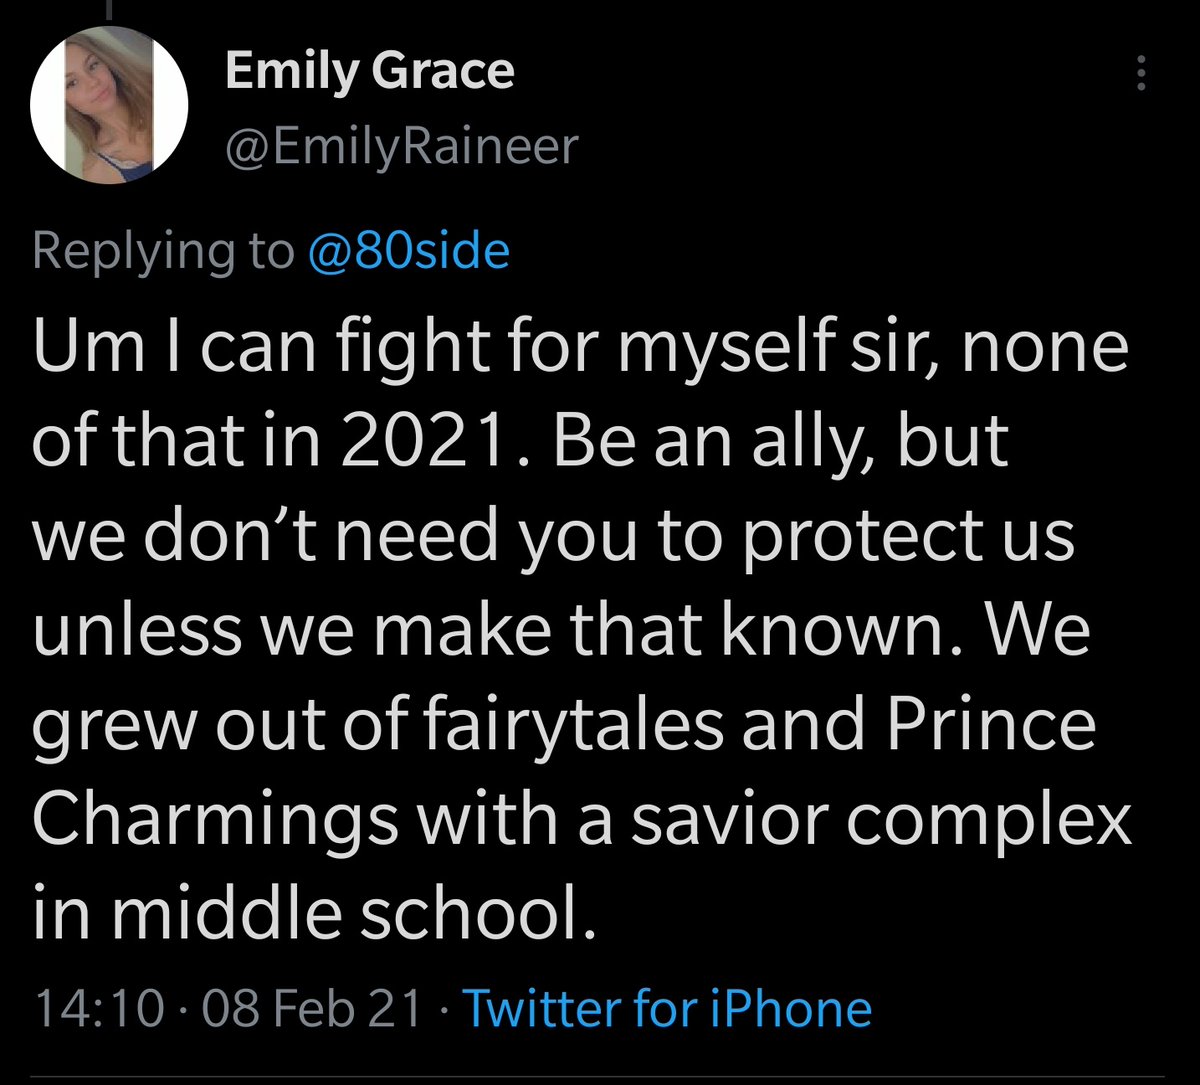 Emily Grace
@EmilyRaineer
Replying to @80side
Um I can fight for myself sir, none
of that in 2021. Be an ally, but
we don’t need you to protect us
unless we make that known. We
grew out of fairytales and Prince
Charmings with a savior complex
in middle school.
14:10 · 08 Feb 21 · Twitter for iPhone